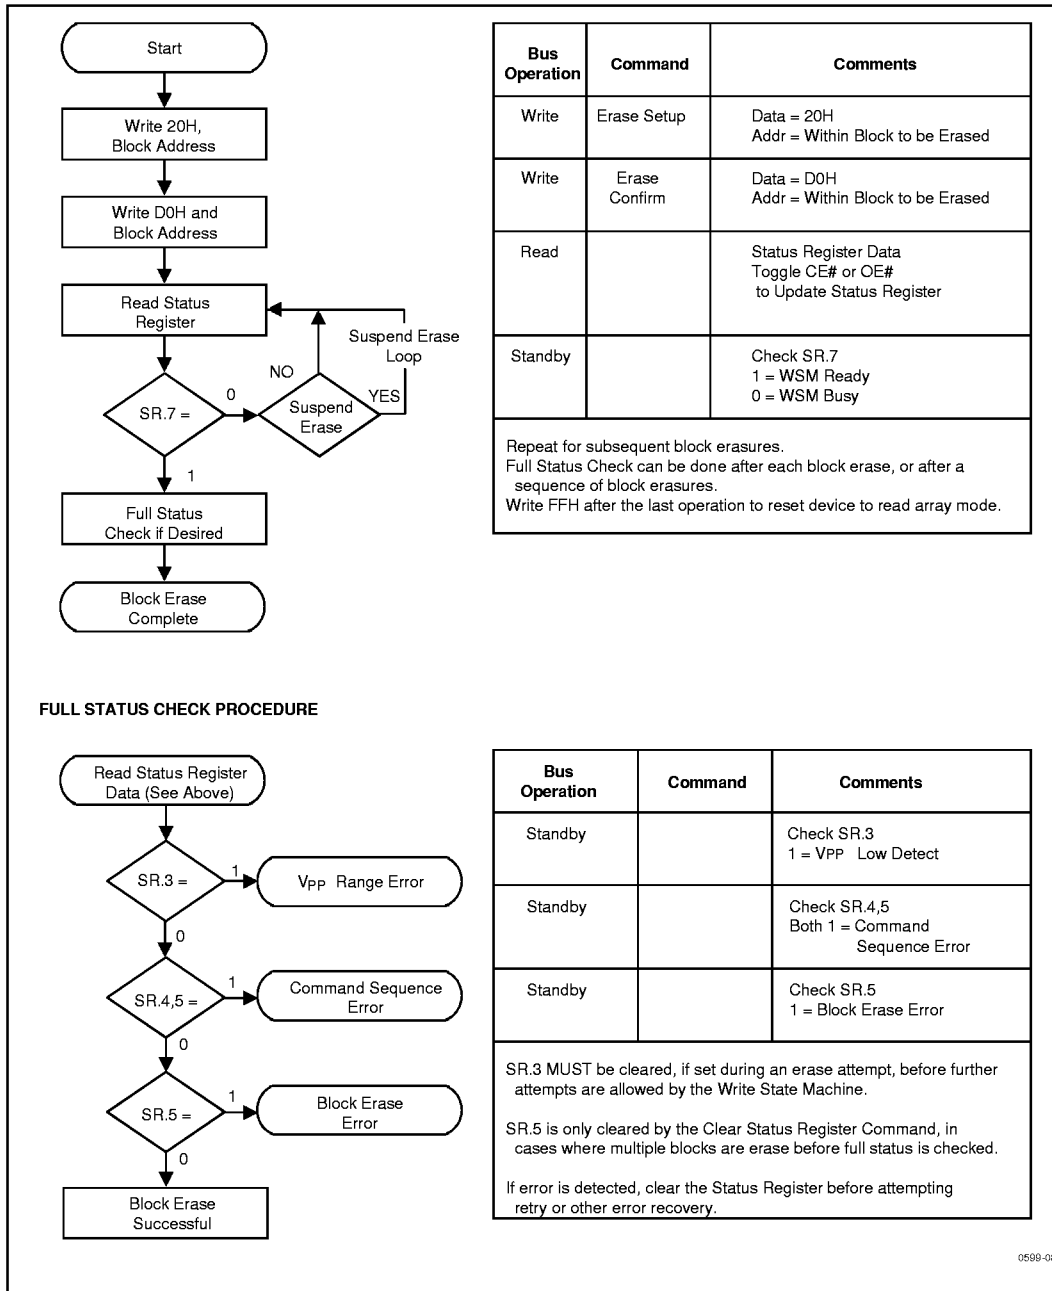 Start
Write 20H,
Block Address
Write D0H and
Block Address
Read Status
Register
Suspend Erase
Loop
NO
YES
SR.7 =
0
Suspend
Erase
1
Full Status
Check if Desired
Block Erase
Complete
Bus
Operation
Command
Comments
Write
Erase Setup
Data = 20H
Addr = Within Block to be Erased
Write
Erase
Confirm
Data = D0H
Addr = Within Block to be Erased
Read
Status Register Data
Toggle CE# or OE#
to Update Status Register
Standby
Check SR.7
1 = WSM Ready
0 = WSM Busy
Repeat for subsequent block erasures.
Full Status Check can be done after each block erase, or after a
sequence of block erasures.
Write FFH after the last operation to reset device to read array mode.
FULL STATUS CHECK PROCEDURE
Read Status Register
Data (See Above)
SR.3 =
1
VPP Range Error
0
SR.4,5 =
1
Command Sequence
Error
0
SR.5 =
1
Block Erase
Error
0
Block Erase
Successful
Bus
Operation
Command
Comments
Standby
Check SR.3
1 = VPP Low Detect
Standby
Check SR.4,5
Both 1 = Command
Sequence Error
Standby
Check SR.5
1 = Block Erase Error
SR.3 MUST be cleared, if set during an erase attempt, before further
attempts are allowed by the Write State Machine.
SR.5 is only cleared by the Clear Status Register Command, in
cases where multiple blocks are erase before full status is checked.
If error is detected, clear the Status Register before attempting
retry or other error recovery.